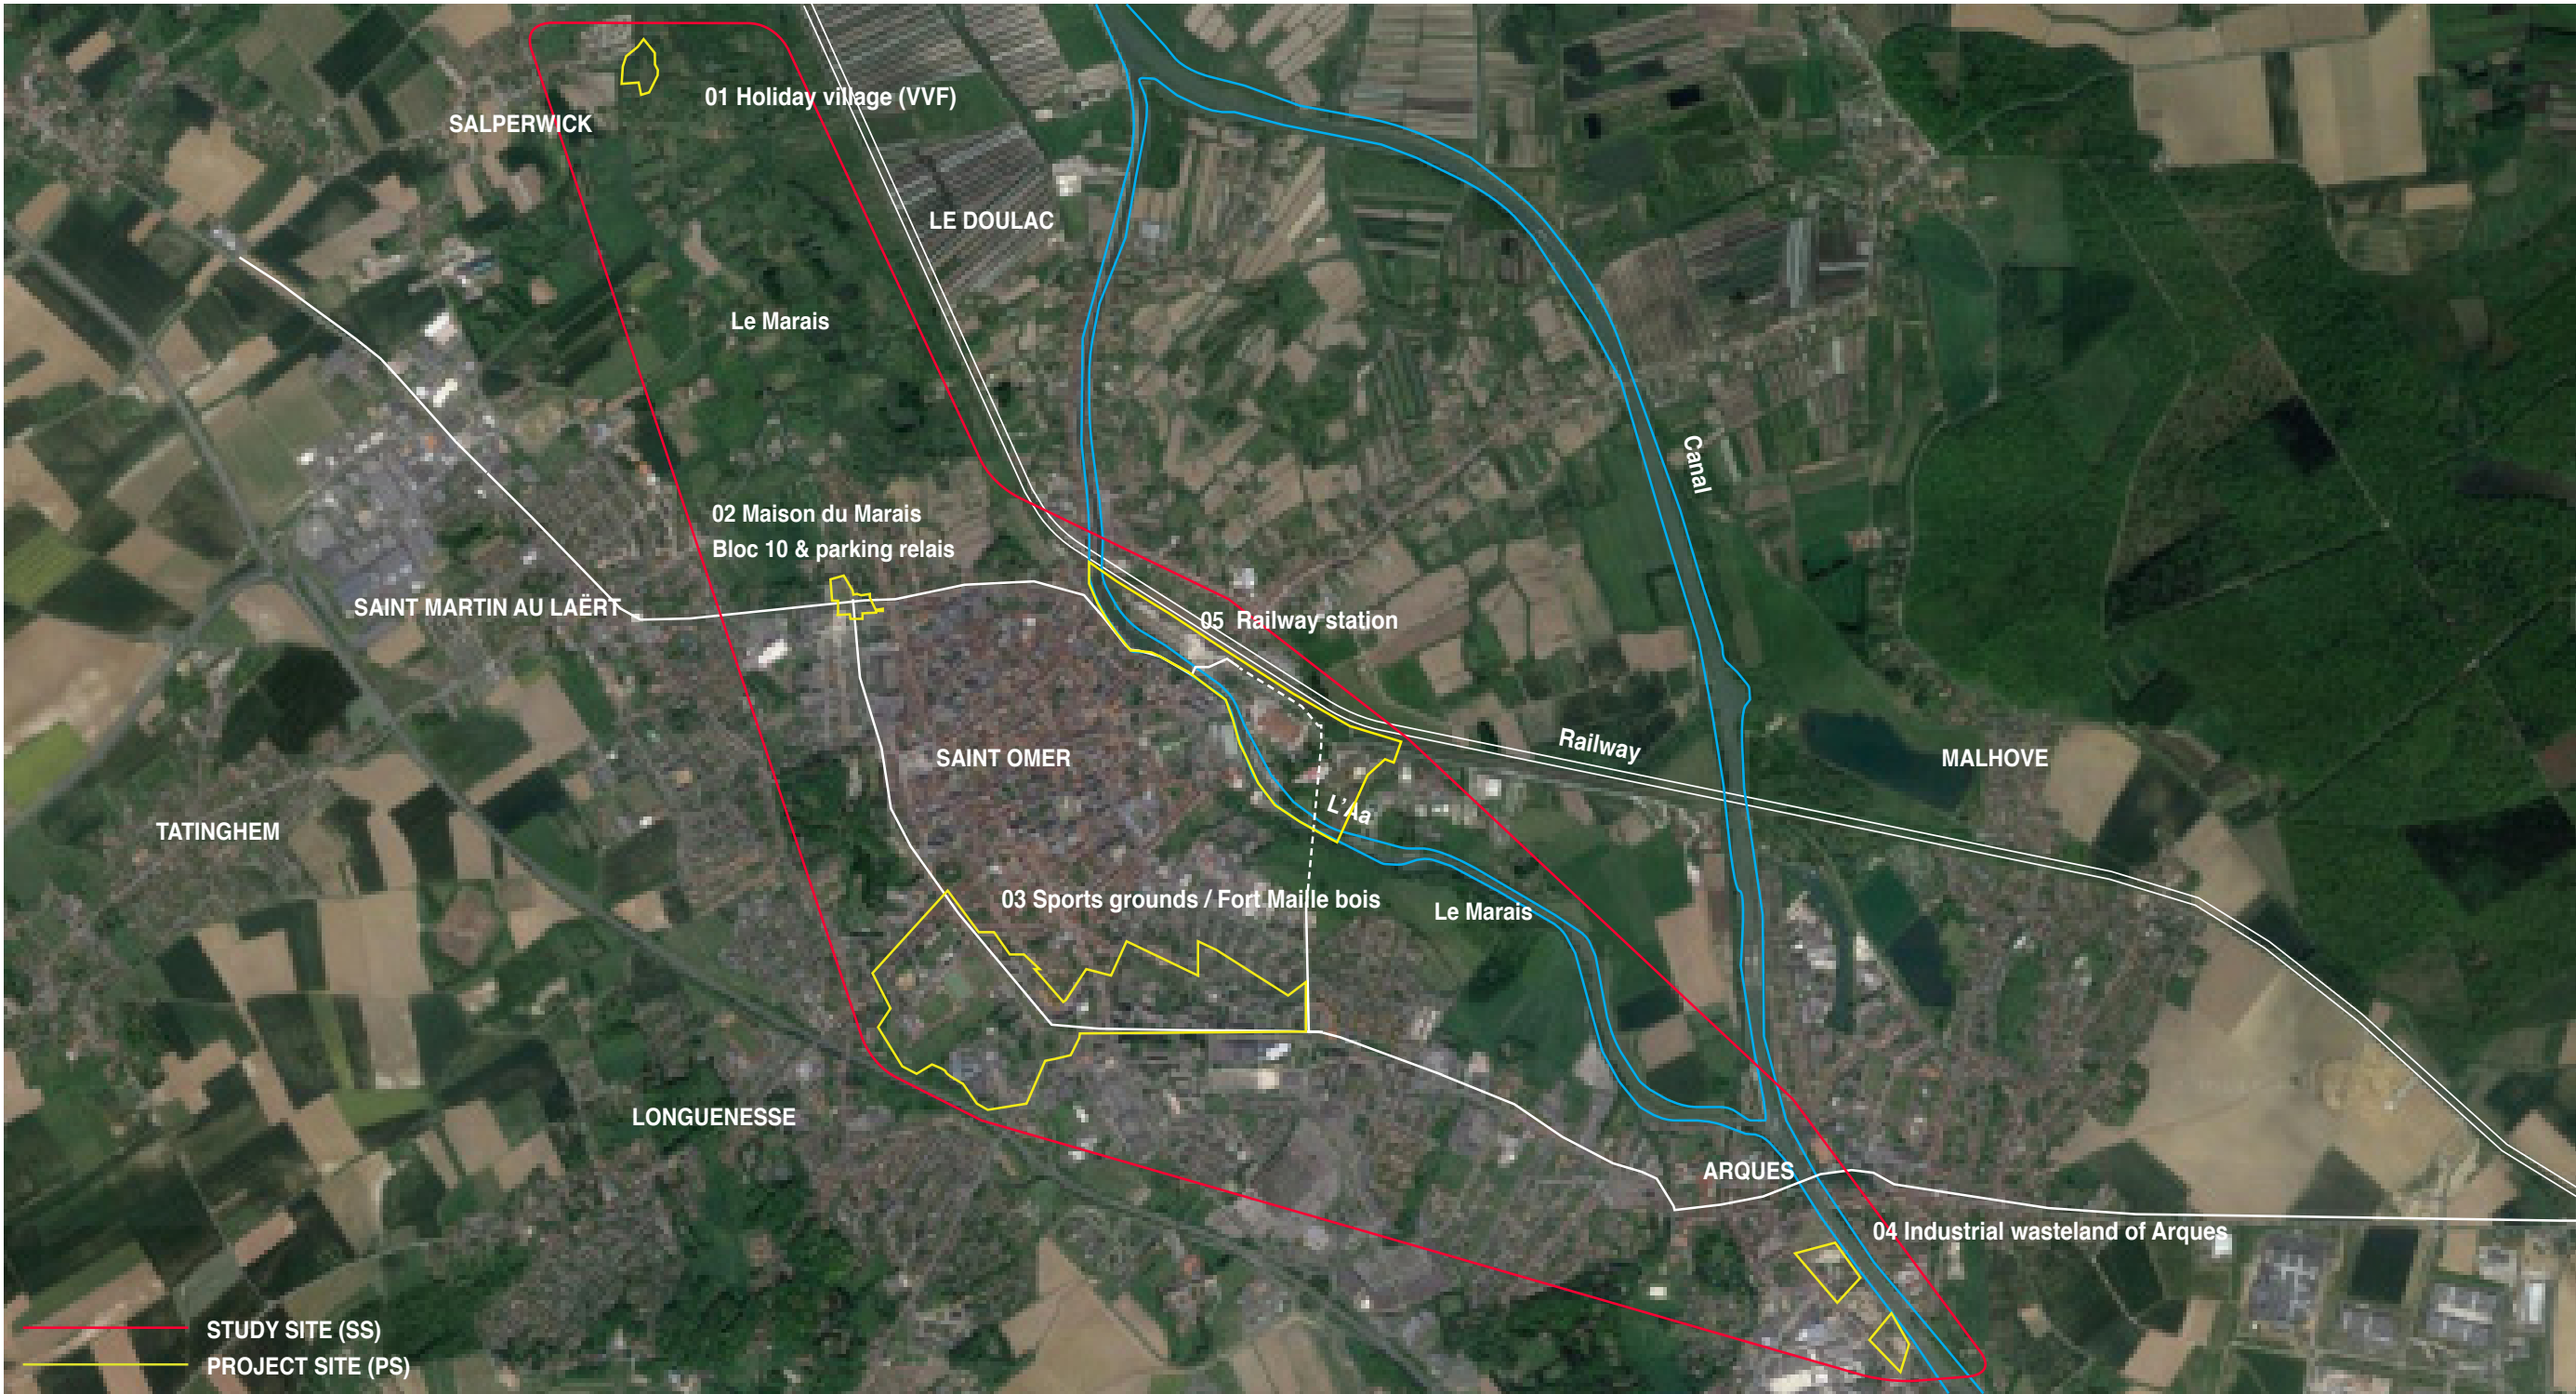 01 Holiday village (VVF)
SALPERWICK
LE DOULAC
Le Marais
Canal
02 Maison du Marais
Bloc 10 & parking relais
SAINT MARTIN AU LAËRT
05 Railway station
Railway
SAINT OMER
MALHOVE
L'Aa
TATINGHEM
03 Sports grounds / Fort Maille bois
Le Marais
LONGUENESSE
ARQUES
04 Industrial wasteland of Arques
STUDY SITE (SS)
PROJECT SITE (PS)